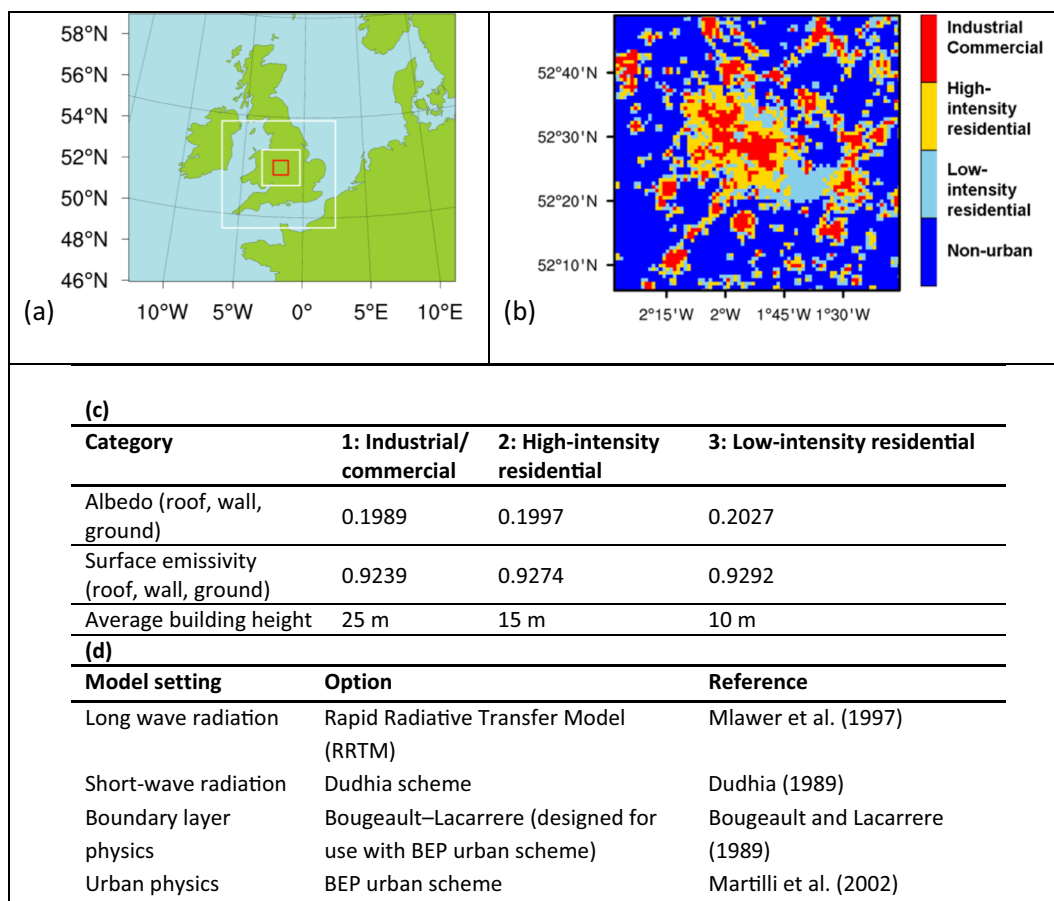 58°N
56°N
54°N
52°N
50°N
48°N
46°N
10°W 5°W 0° 5°E 10°E
(a)
52°40'N
52°30'N
52°20'N
52°10'N
2°15'W 2°W 1°45'W 1°30'W
(b)
Industrial
Commercial
High-
intensity
residential
Low-
intensity
residential
Non-urban
(c)
Category 1: Industrial/ 2: High-intensity 3: Low-intensity residential
commercial residential
Albedo (roof, wall,
ground) 0.1989 0.1997 0.2027
Surface emissivity
(roof, wall, ground) 0.9239 0.9274 0.9292
Average building height 25 m 15 m 10 m
(d)
Model setting Option Reference
Long wave radiation Rapid Radiative Transfer Model Mlawer et al. (1997)
(RRTM)
Short-wave radiation Dudhia scheme Dudhia (1989)
Boundary layer Bougeault–Lacarrere (designed for Bougeault and Lacarrere
physics use with BEP urban scheme) (1989)
Urban physics BEP urban scheme Martilli et al. (2002)